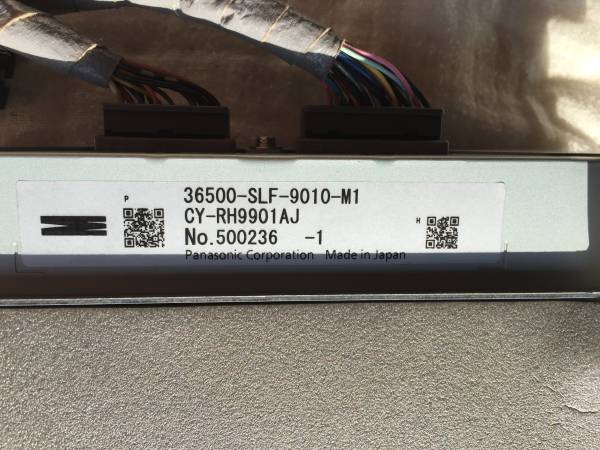 P
36500-SLF-9010-M1
CY-RH9901AJ
H
No.500236 -1
Panasonic Corporation Made in Japan